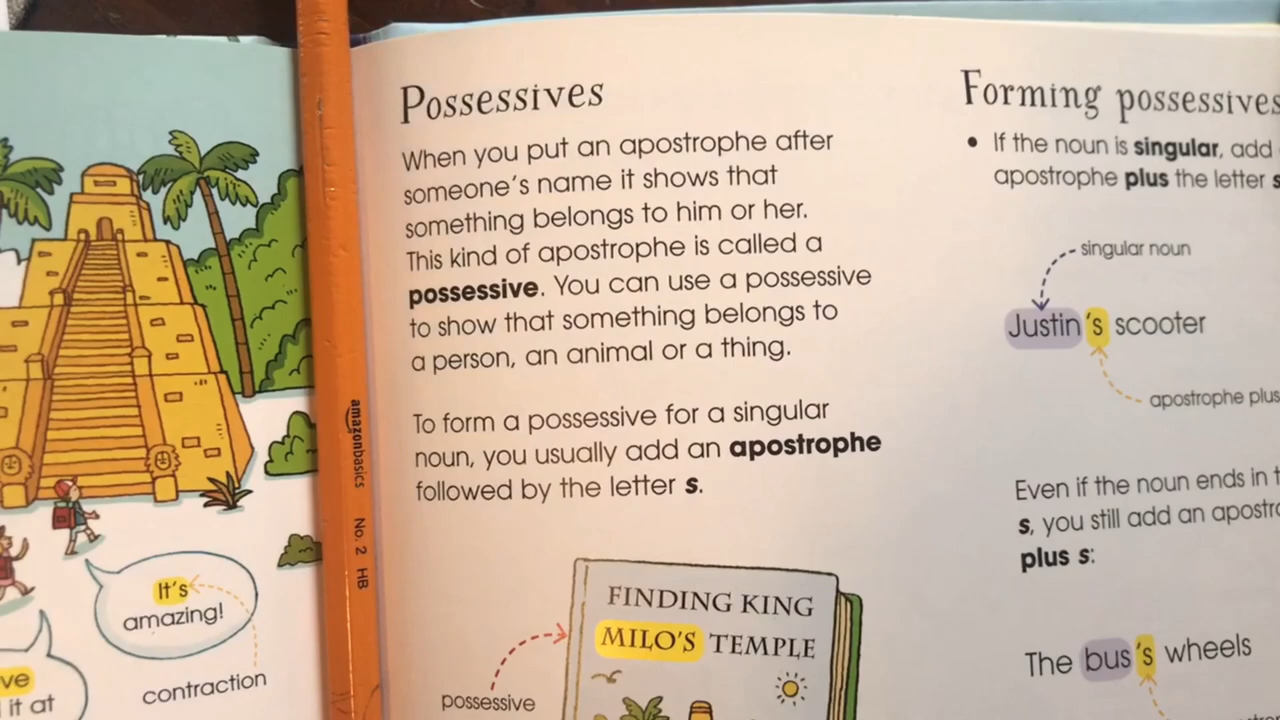 It's
amazing!
contraction
ve
it at
amazonbasics No. 2 HB
Possessives
When you put an apostrophe after
someone's name it shows that
something belongs to him or her.
This kind of apostrophe is called a
possessive. You can use a possessive
to show that something belongs to
a person, an animal or a thing.
To form a possessive for a singular
noun, you usually add an apostrophe
followed by the letter s.
FINDING KING
MILO'S TEMPLE
possessive
Forming possessives
• If the noun is singular, add
apostrophe plus the letter s
singular noun
Justin's scooter
apostrophe plus
Even if the noun ends in t
s, you still add an apostro
plus s:
The bus's wheels